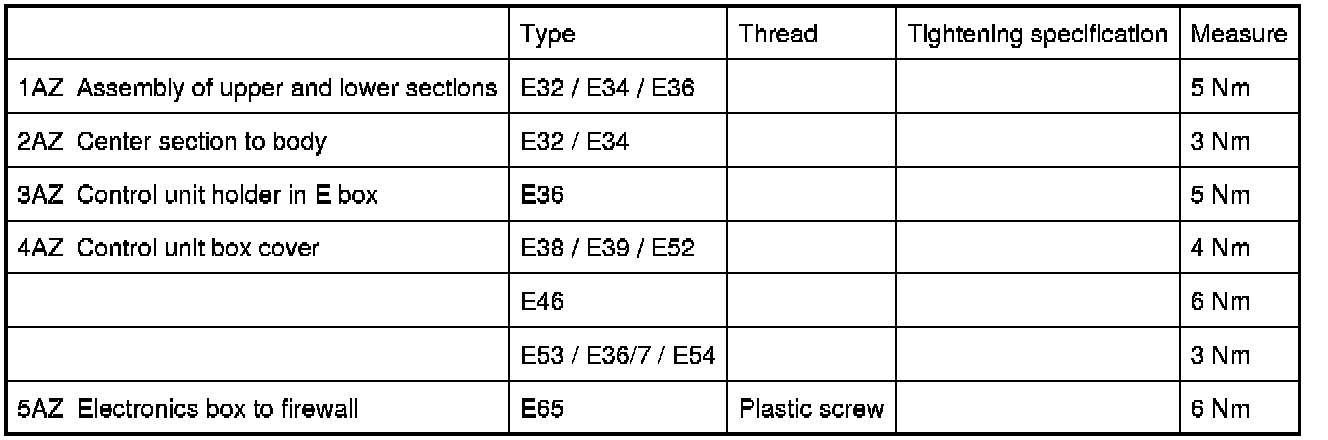 Type Thread Tightening specification Measure
1AZ Assembly of upper and lower sections E32 / E34 / E36 5 Nm
2AZ Center section to body E32 / E34 3 Nm
3AZ Control unit holder in E box E36 5 Nm
4AZ Control unit box cover E38 / E39 / E52 4 Nm
E46 6 Nm
E53 / E36/7 / E54 3 Nm
5AZ Electronics box to firewall E65 Plastic screw 6 Nm